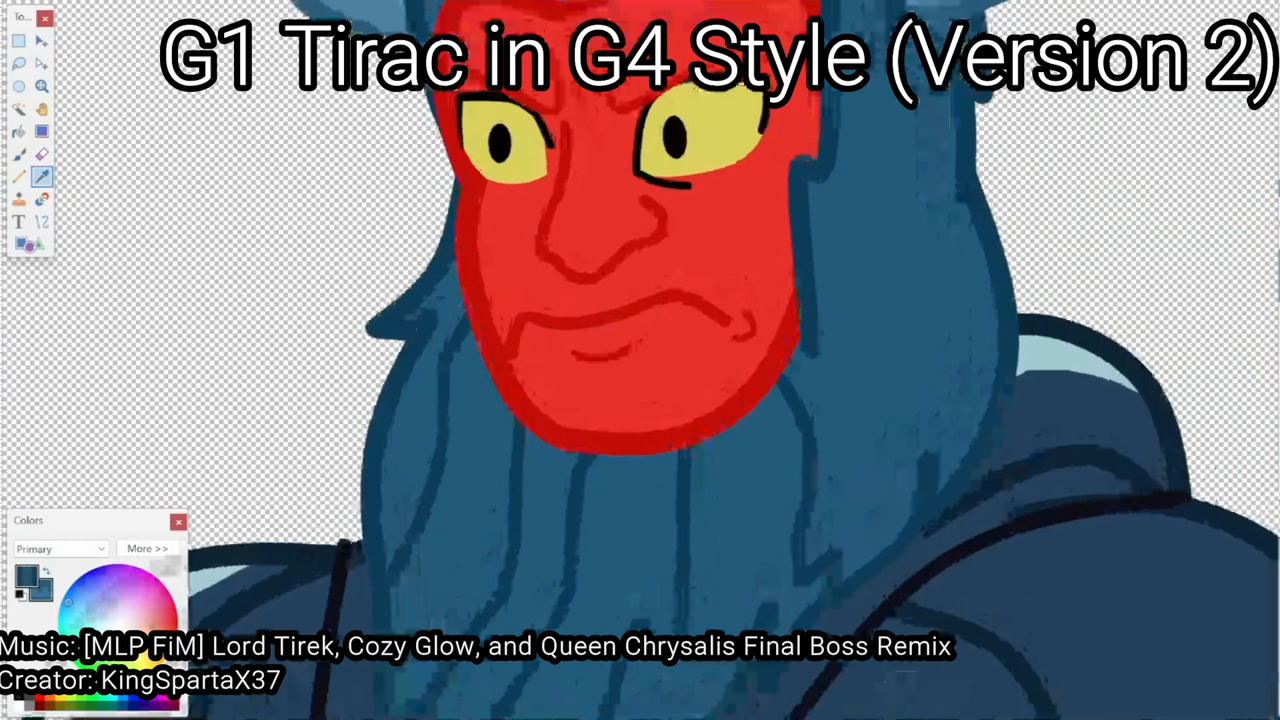 To...
G1 Tirac in G4 Style (Version 2)
T
Colors
Primary
More >>
Music: [MLP FiM] Lord Tirek, Cozy Glow, and Queen Chrysalis Final Boss Remix
Creator: KingSpartaX37